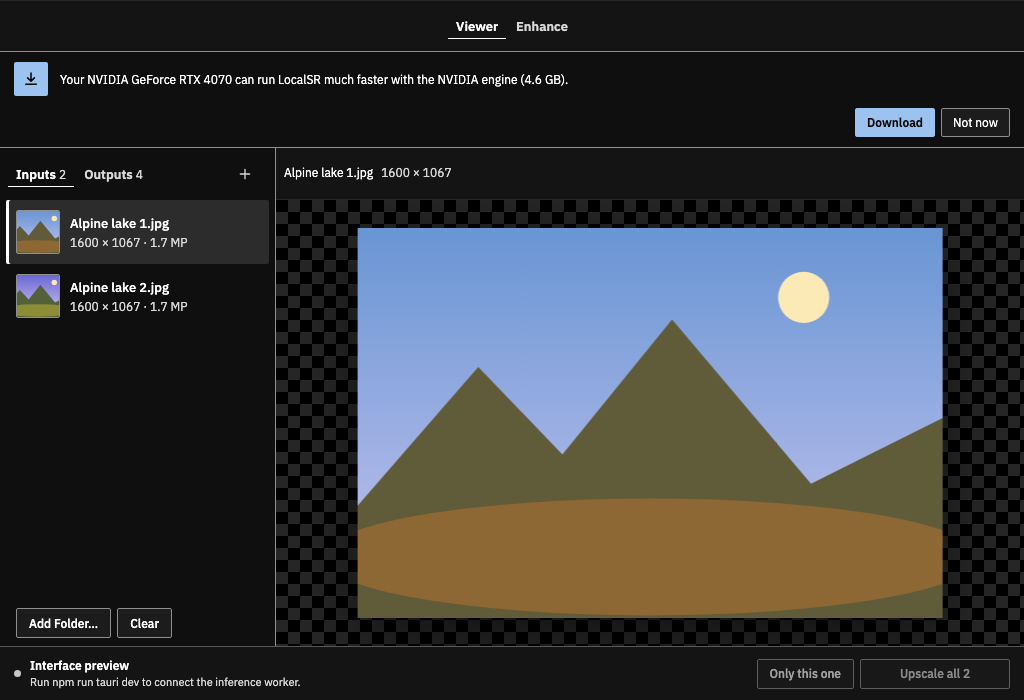 Viewer Enhance
Your NVIDIA GeForce RTX 4070 can run LocalSR much faster with the NVIDIA engine (4.6 GB).
Download Not now
Inputs 2 Outputs 4 +
Alpine lake 1.jpg 1600 × 1067
Alpine lake 1.jpg
1600 × 1067 · 1.7 MP
Alpine lake 2.jpg
1600 × 1067 · 1.7 MP
Add Folder... Clear
Interface preview
Run npm run tauri dev to connect the inference worker.
Only this one Upscale all 2